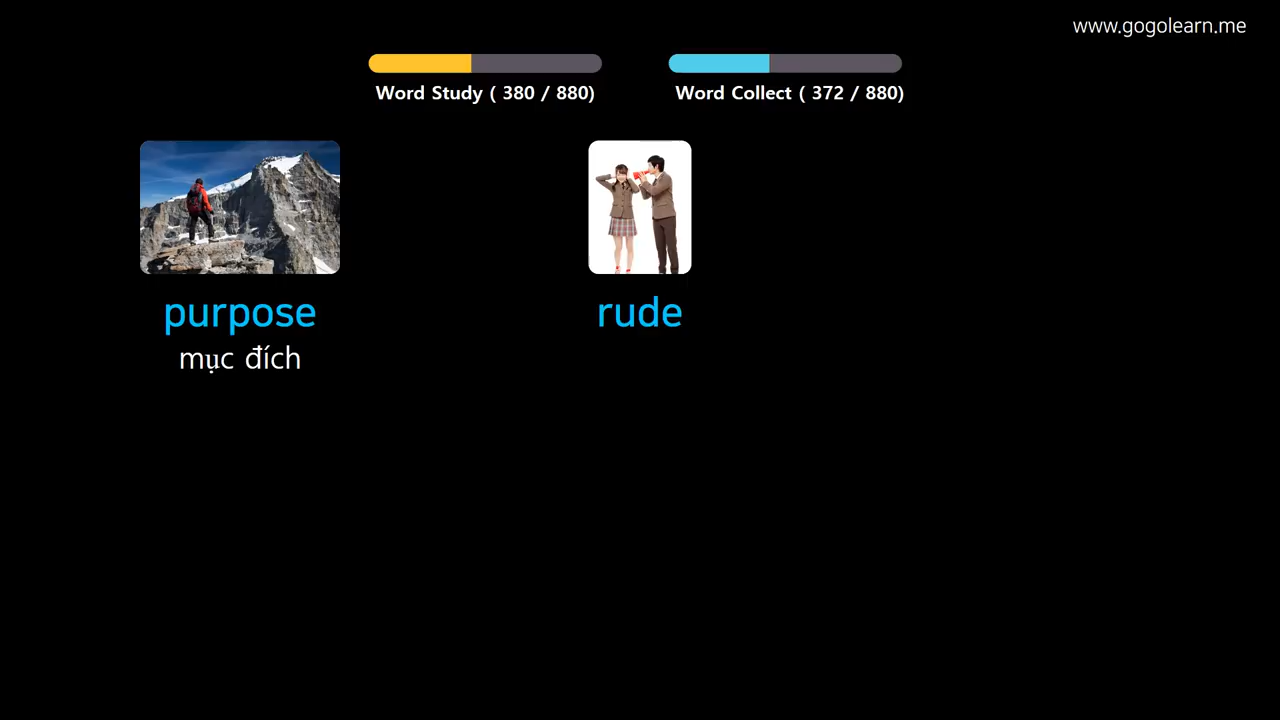 www.gogolearn.me
Word Study ( 380 / 880)
Word Collect ( 372 / 880)
purpose
mục đích
rude